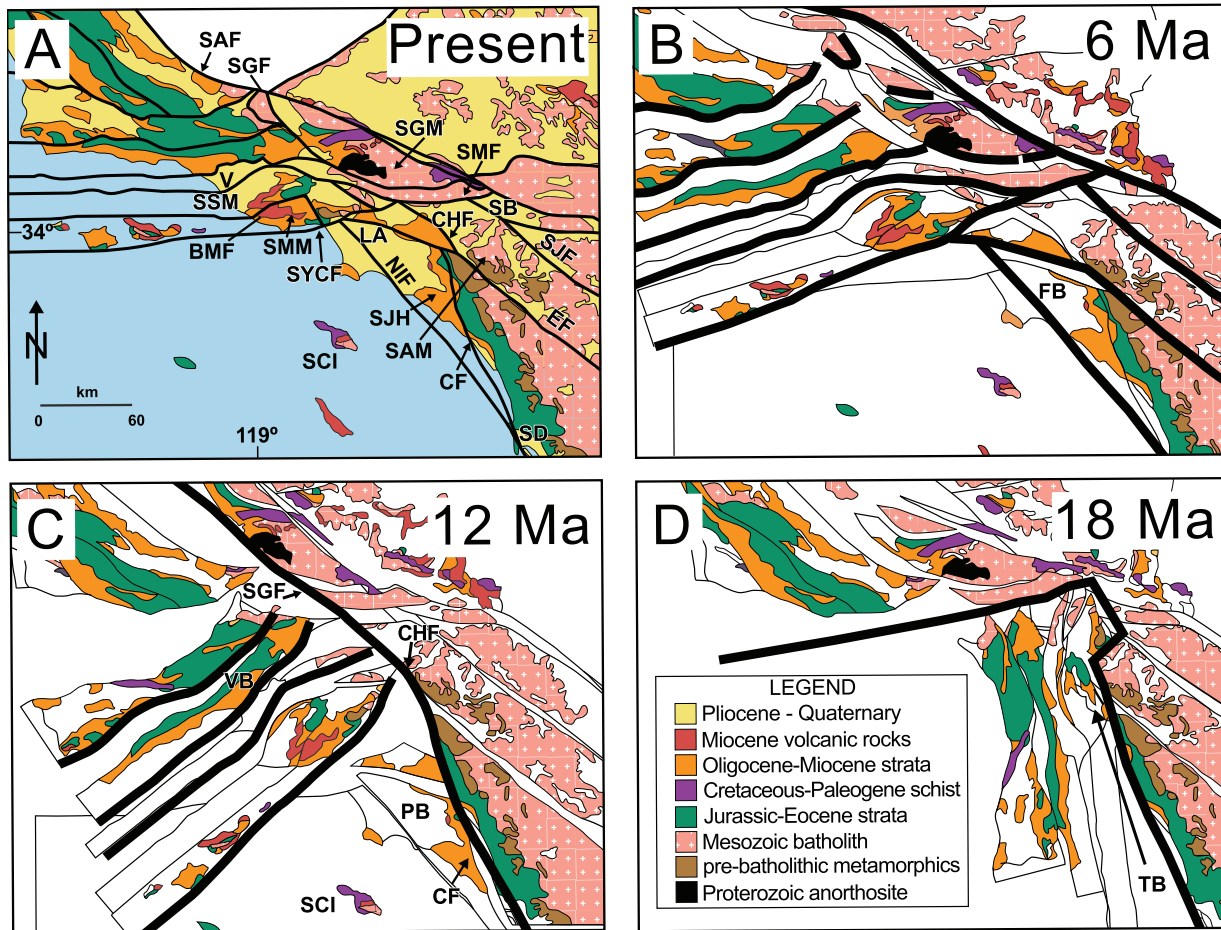 A
Present
SAF
SGF
SGM
SMF
V
SSM
SB
CHF
34º
LA
SJF
BMF
SMM
SYCF
NIF
EF
SJH
SAM
N
SCI
CF
km
0
60
119º
SD
B
6 Ma
FB
C
12 Ma
SGF
CHF
VB
PB
SCI
CF
D
18 Ma
LEGEND
Pliocene - Quaternary
Miocene volcanic rocks
Oligocene-Miocene strata
Cretaceous-Paleogene schist
Jurassic-Eocene strata
Mesozoic batholith
pre-batholithic metamorphics
Proterozoic anorthosite
TB